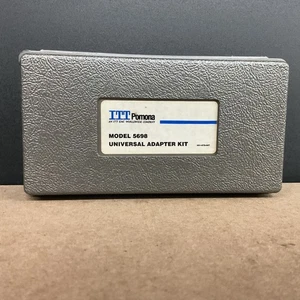 ITT Pomona
MODEL 5698
UNIVERSAL ADAPTER KIT